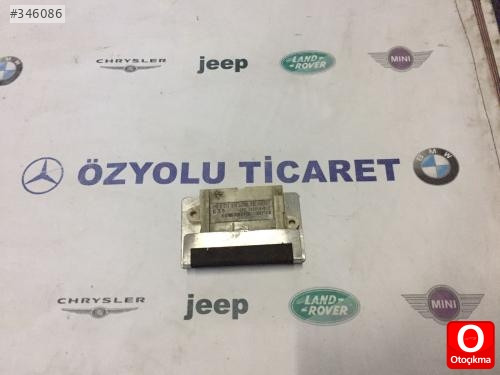 #346086
CHRYSLER
jeep
LAND ROVER
MINI
BMW
ÖZYOLU TİCARET
CHRYSLER
jeep
LAND ROVER
MINI
O
Otoçıkma